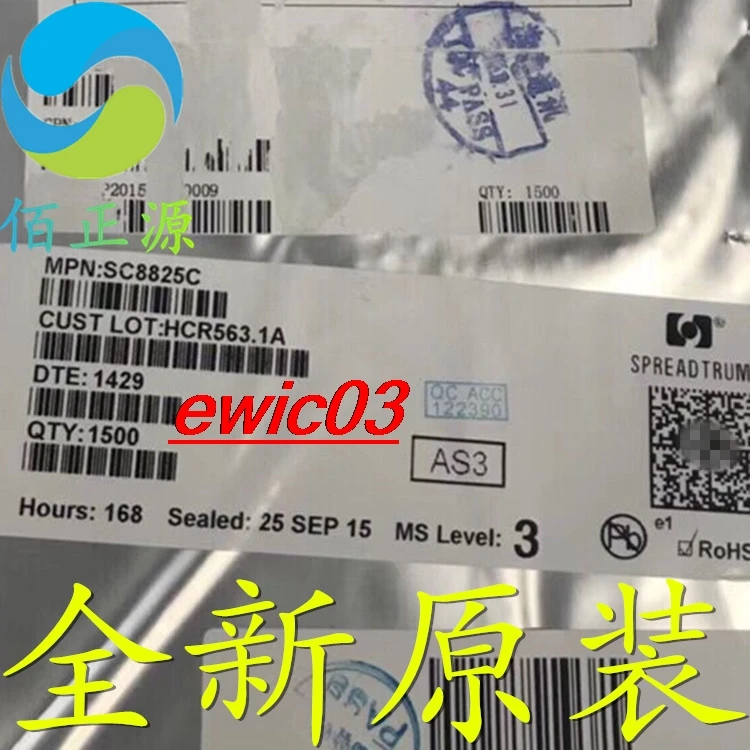 QTY: 1500
佰正源
MPN:SC8825C
CUST LOT:HCR563.1A
DTE:1429
QTY:1500
ewic03
QC ACC
122390
AS3
SPREADTRUM
Hours: 168 Sealed: 25 SEP 15 MS Level: 3
Pb
e1
RoHS
全新原装